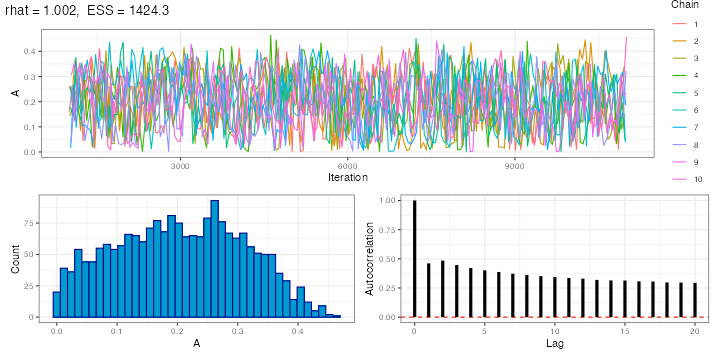 rhat = 1.002, ESS = 1424.3
Chain
1
2
3
4
5
6
7
8
9
10
A
0.4
0.3
0.2
0.1
0.0
3000 6000 9000
Iteration
Count
75
50
25
0
0.0 0.1 0.2 0.3 0.4
A
Autocorrelation
1.00
0.75
0.50
0.25
0.00
0 5 10 15 20
Lag